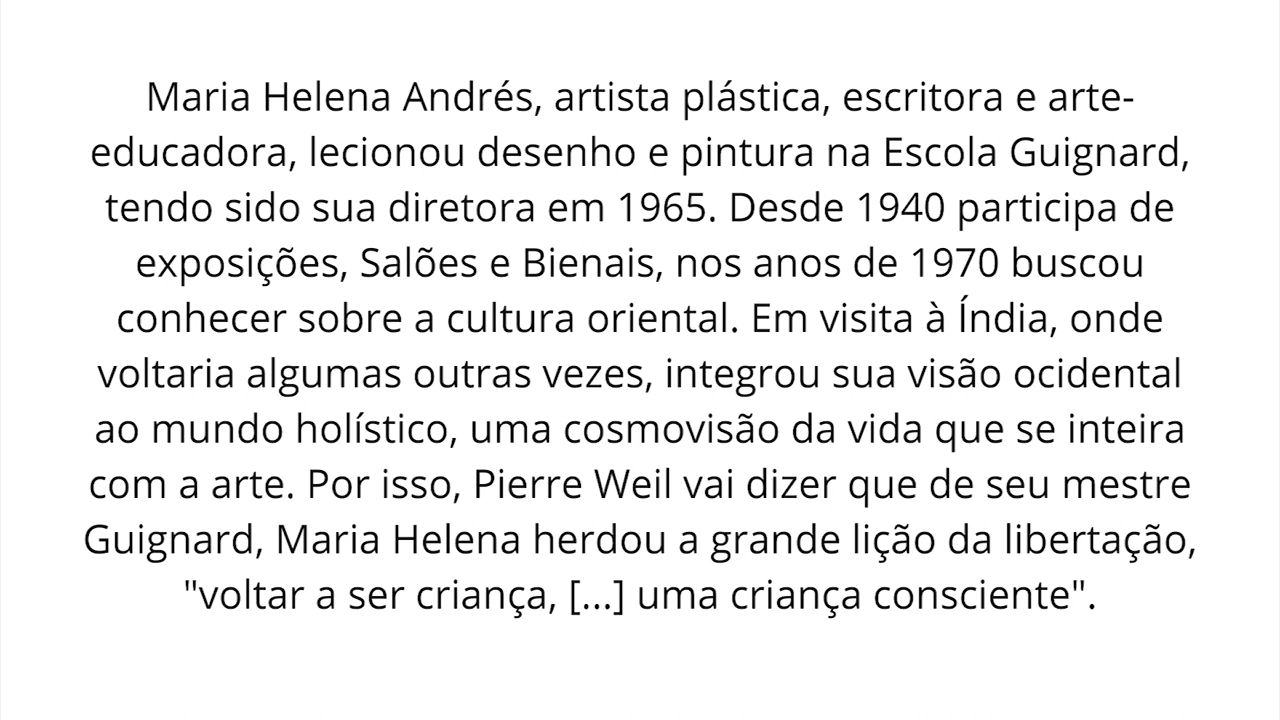 Maria Helena Andrés, artista plástica, escritora e arte-
educadora, lecionou desenho e pintura na Escola Guignard,
tendo sido sua diretora em 1965. Desde 1940 participa de
exposições, Salões e Bienais, nos anos de 1970 buscou
conhecer sobre a cultura oriental. Em visita à Índia, onde
voltaria algumas outras vezes, integrou sua visão ocidental
ao mundo holístico, uma cosmovisão da vida que se inteira
com a arte. Por isso, Pierre Weil vai dizer que de seu mestre
Guignard, Maria Helena herdou a grande lição da libertação,
"voltar a ser criança, [...] uma criança consciente".